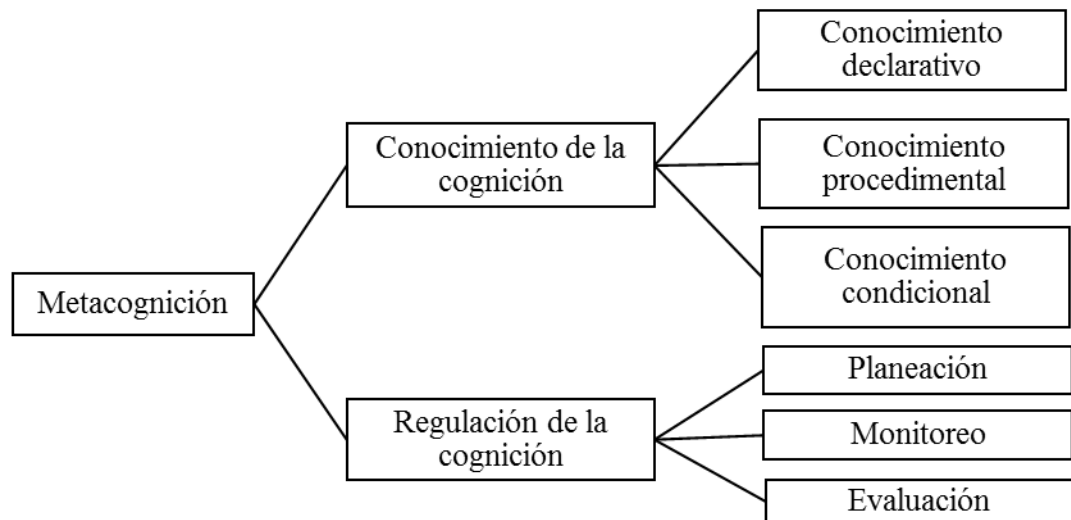 Conocimiento
declarativo
Conocimiento de la
cognición
Conocimiento
procedimental
Conocimiento
condicional
Metacognición
Regulación de la
cognición
Planeación
Monitoreo
Evaluación